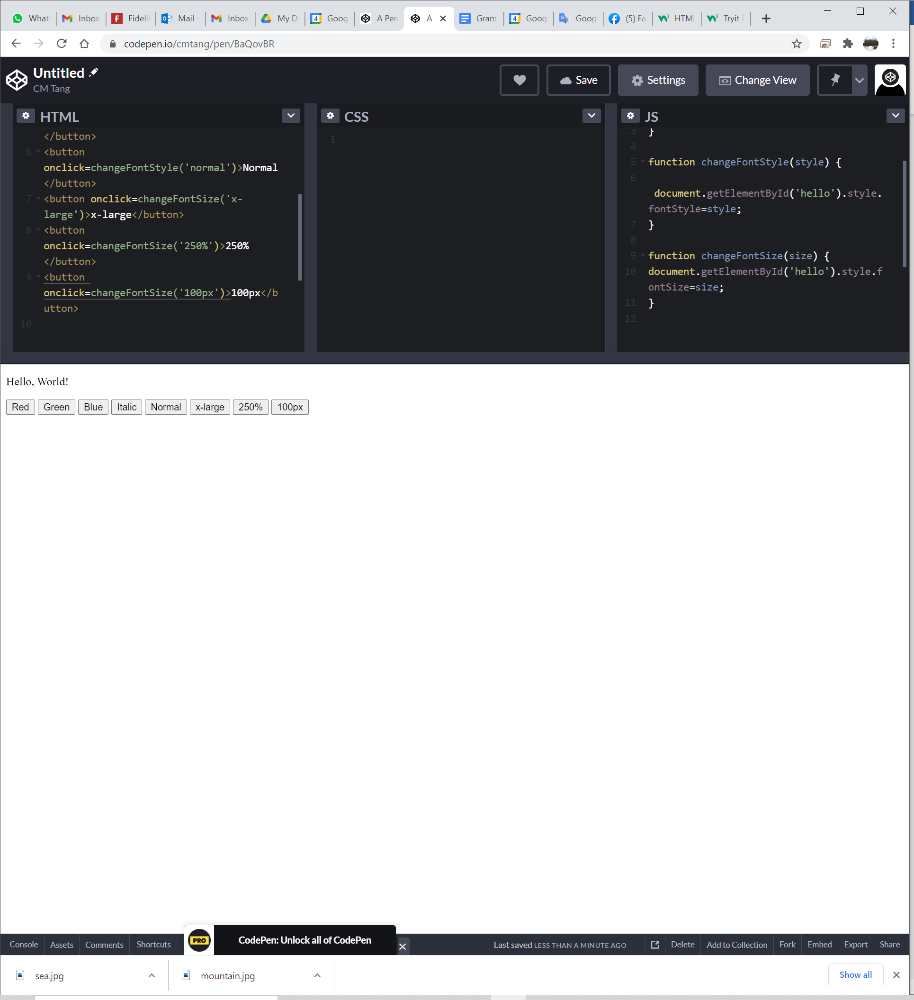 Whats Inbox Fidelit Mail - Inbox My Dr Goog A Pen A Gram Goog Goog (5) Fa HTML Tryit E
codepen.io/cmtang/pen/BaQovBR
Untitled
CM Tang
Save Settings Change View
HTML
</button>
6 <button
onclick=changeFontStyle('normal')>Normal
</button>
7 <button onclick=changeFontSize('x-
large')>x-large</button>
8 <button
onclick=changeFontSize('250%')>250%
</button>
9 <button
onclick=changeFontSize('100px')>100px</b
utton>
10
CSS
1
JS
3 }
4
5 function changeFontStyle(style) {
6
document.getElementById('hello').style.
fontStyle=style;
7 }
8
9 function changeFontSize(size) {
10 document.getElementById('hello').style.f
ontSize=size;
11 }
12
Hello, World!
Red Green Blue Italic Normal x-large 250% 100px
Console Assets Comments Shortcuts PRO CodePen: Unlock all of CodePen Last saved LESS THAN A MINUTE AGO Delete Add to Collection Fork Embed Export Share
sea.jpg mountain.jpg Show all